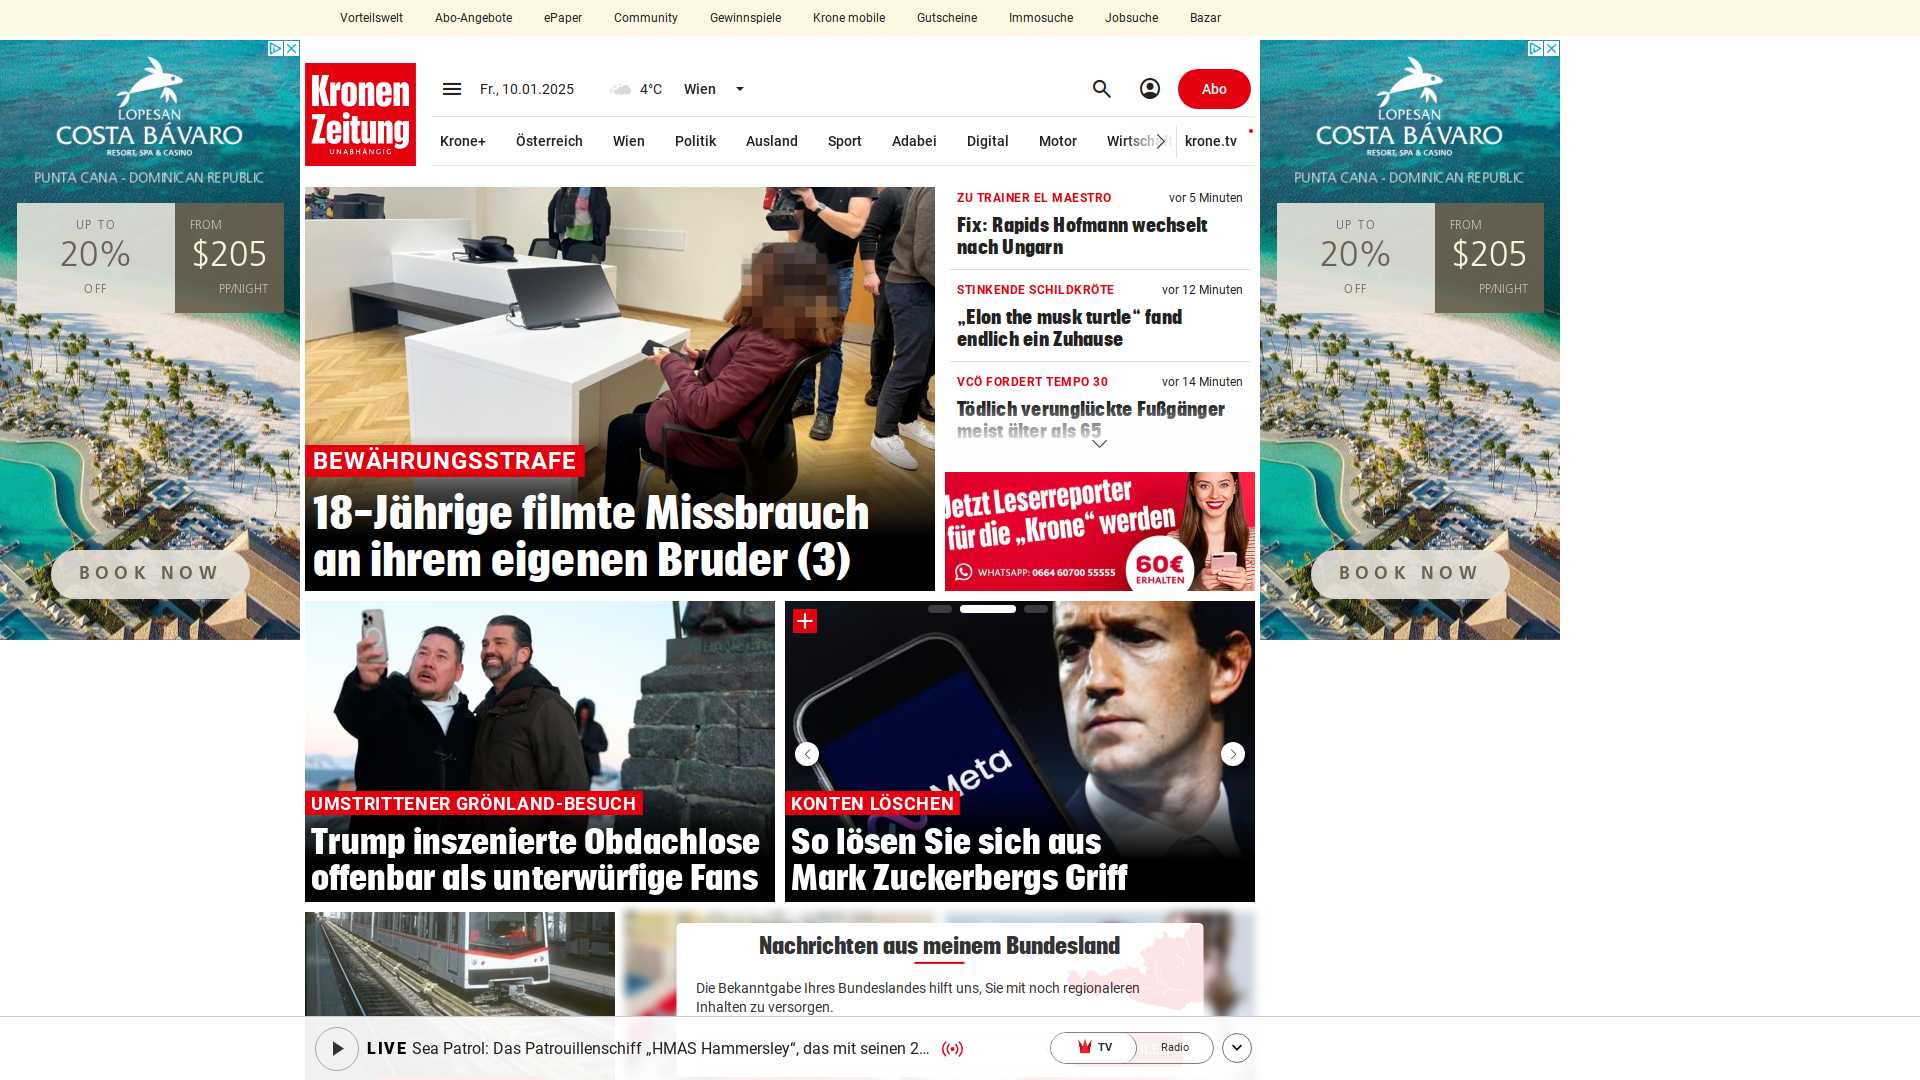 Vorteilswelt
Abo-Angebote
ePaper
Community
Gewinnspiele
Krone mobile
Gutscheine
Immosuche
Jobsuche
Bazar
LOPESAN
COSTA BÁVARO
RESORT, SPA & CASINO
PUNTA CANA - DOMINICAN REPUBLIC
UP TO
20%
OFF
FROM
$205
PP/NIGHT
BOOK NOW
Kronen
Zeitung
UNABHÄNGIG
Fr., 10.01.2025
4°C
Wien
Abo
Krone+
Österreich
Wien
Politik
Ausland
Sport
Adabei
Digital
Motor
Wirtschaft
krone.tv
BEWÄHRUNGSSTRAFE
18-Jährige filmte Missbrauch
an ihrem eigenen Bruder (3)
ZU TRAINER EL MAESTRO
vor 5 Minuten
Fix: Rapids Hofmann wechselt
nach Ungarn
STINKENDE SCHILDKRÖTE
vor 12 Minuten
„Elon the musk turtle“ fand
endlich ein Zuhause
VCÖ FORDERT TEMPO 30
vor 14 Minuten
Tödlich verunglückte Fußgänger
meist älter als 65
Jetzt Leserreporter
für die „Krone“ werden
WHATSAPP: 0664 60700 55555
60€
ERHALTEN
UMSTRITTENER GRÖNLAND-BESUCH
Trump inszenierte Obdachlose
offenbar als unterwürfige Fans
Meta
KONTEN LÖSCHEN
So lösen Sie sich aus
Mark Zuckerbergs Griff
Nachrichten aus meinem Bundesland
Die Bekanntgabe Ihres Bundeslandes hilft uns, Sie mit noch regionaleren
Inhalten zu versorgen.
LIVE Sea Patrol: Das Patrouillenschiff „HMAS Hammersley“, das mit seinen 2...
TV
Radio
LOPESAN
COSTA BÁVARO
RESORT, SPA & CASINO
PUNTA CANA - DOMINICAN REPUBLIC
UP TO
20%
OFF
FROM
$205
PP/NIGHT
BOOK NOW